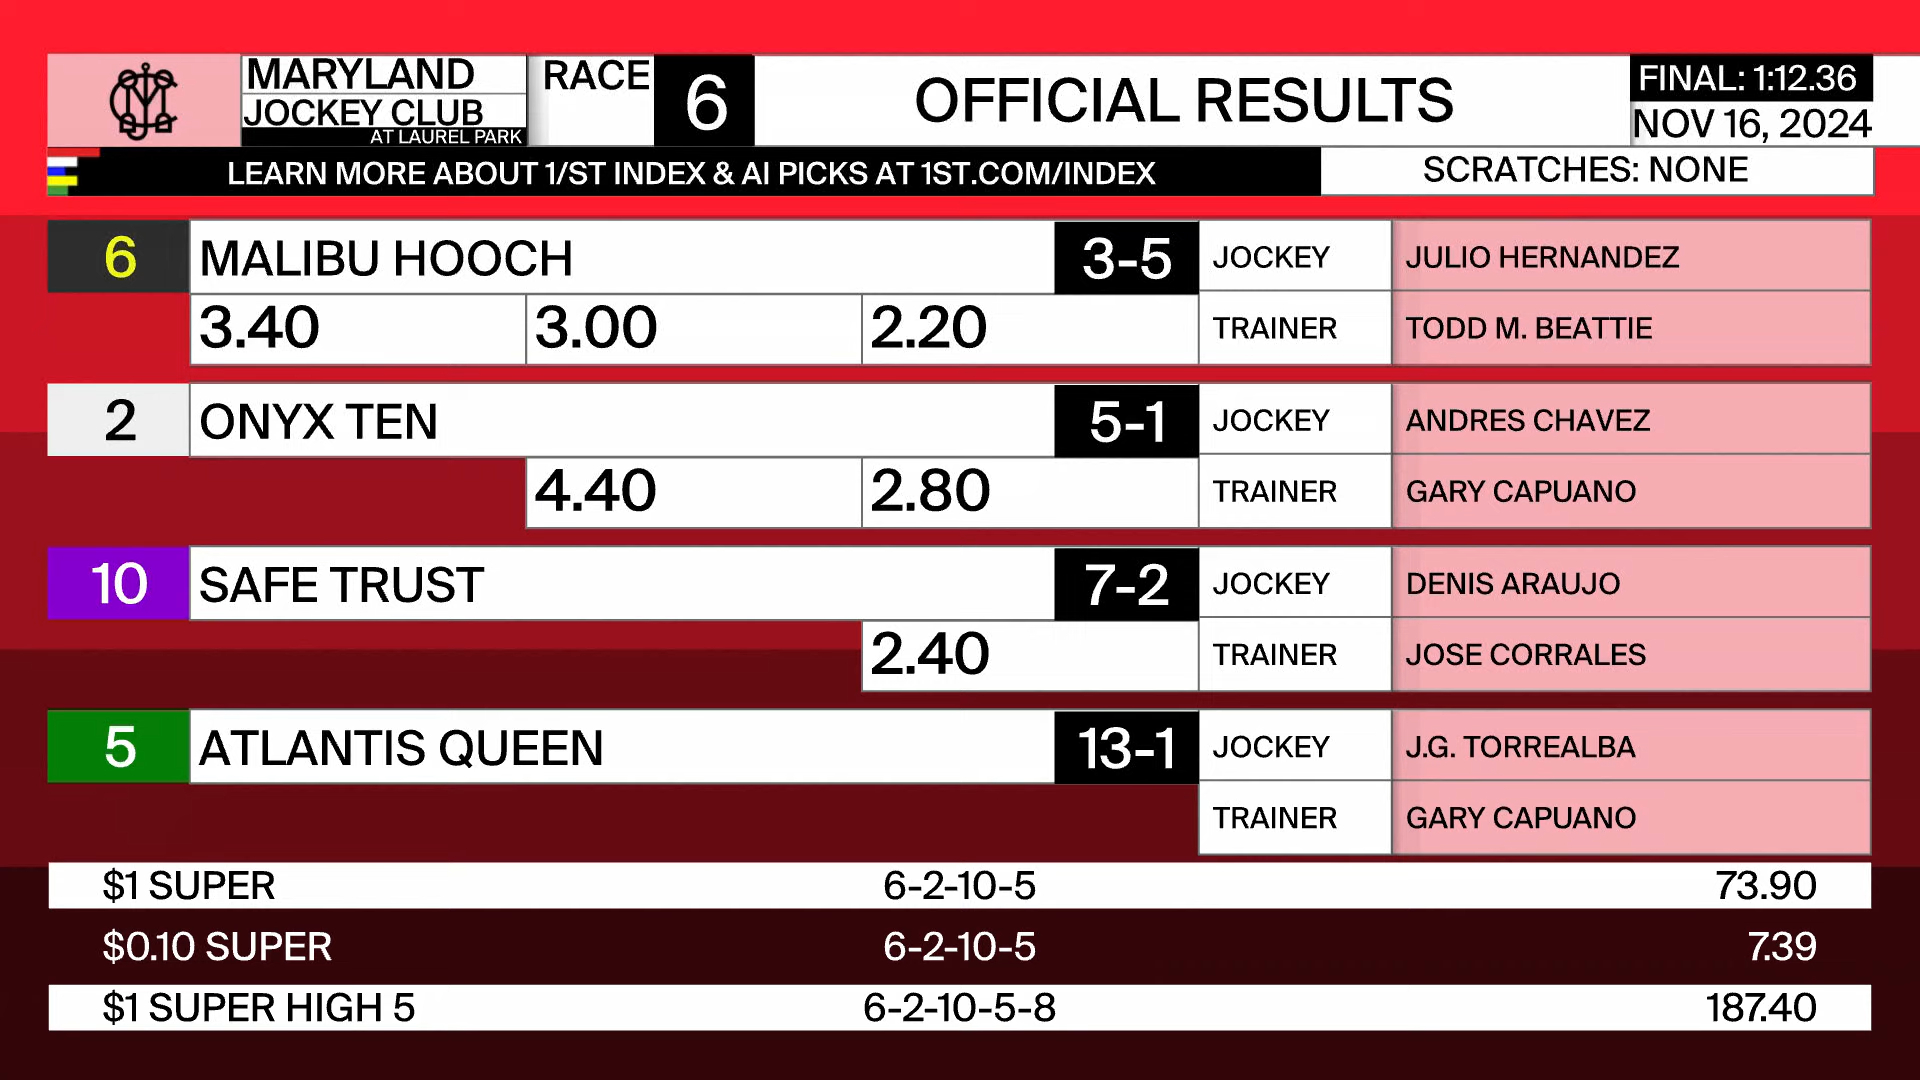 MARYLAND
JOCKEY CLUB
AT LAUREL PARK
RACE 6
OFFICIAL RESULTS
FINAL: 1:12.36
NOV 16, 2024
LEARN MORE ABOUT 1/ST INDEX & AI PICKS AT 1ST.COM/INDEX
SCRATCHES: NONE
6 MALIBU HOOCH 3-5 JOCKEY JULIO HERNANDEZ
3.40 3.00 2.20 TRAINER TODD M. BEATTIE
2 ONYX TEN 5-1 JOCKEY ANDRES CHAVEZ
4.40 2.80 TRAINER GARY CAPUANO
10 SAFE TRUST 7-2 JOCKEY DENIS ARAUJO
2.40 TRAINER JOSE CORRALES
5 ATLANTIS QUEEN 13-1 JOCKEY J.G. TORREALBA
TRAINER GARY CAPUANO
$1 SUPER 6-2-10-5 73.90
$0.10 SUPER 6-2-10-5 7.39
$1 SUPER HIGH 5 6-2-10-5-8 187.40